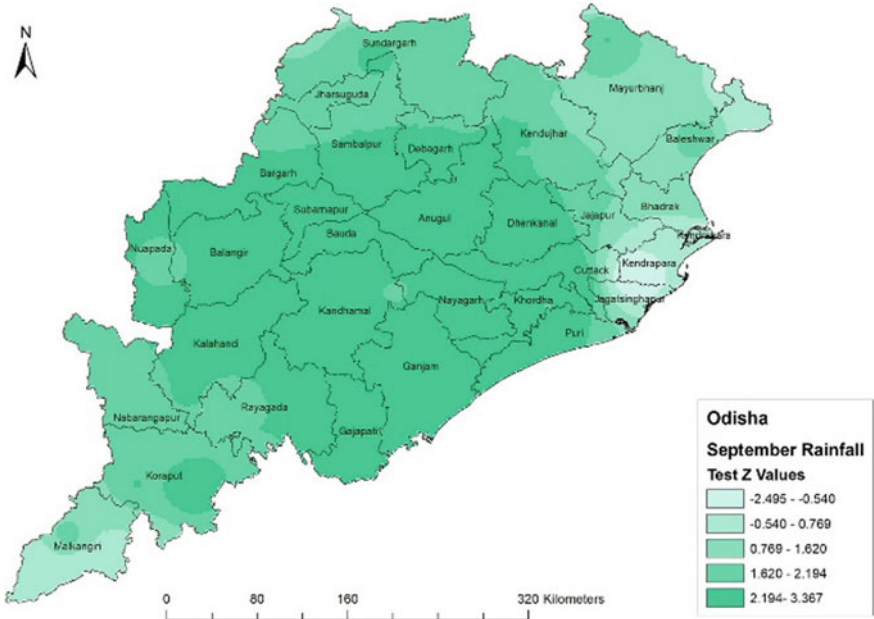 N
Sundargarh
Jharsuguda
Mayurbhanj
Kendujhar
Baleshwar
Sambalpur
Debagarh
Bargarh
Subarnapur
Anugul
Dhenkanal
Jajapur
Bhadrak
Nuapada
Balangir
Bauda
Kendrapara
Cuttack
Kendrapara
Jagatsinghapur
Kandhamal
Nayagarh
Khordha
Puri
Kalahandi
Ganjam
Nabarangapur
Rayagada
Gajapati
Koraput
Malkangiri
0 80 160 320 Kilometers
Odisha
September Rainfall
Test Z Values
-2.495 - -0.540
-0.540 - 0.769
0.769 - 1.620
1.620 - 2.194
2.194- 3.367